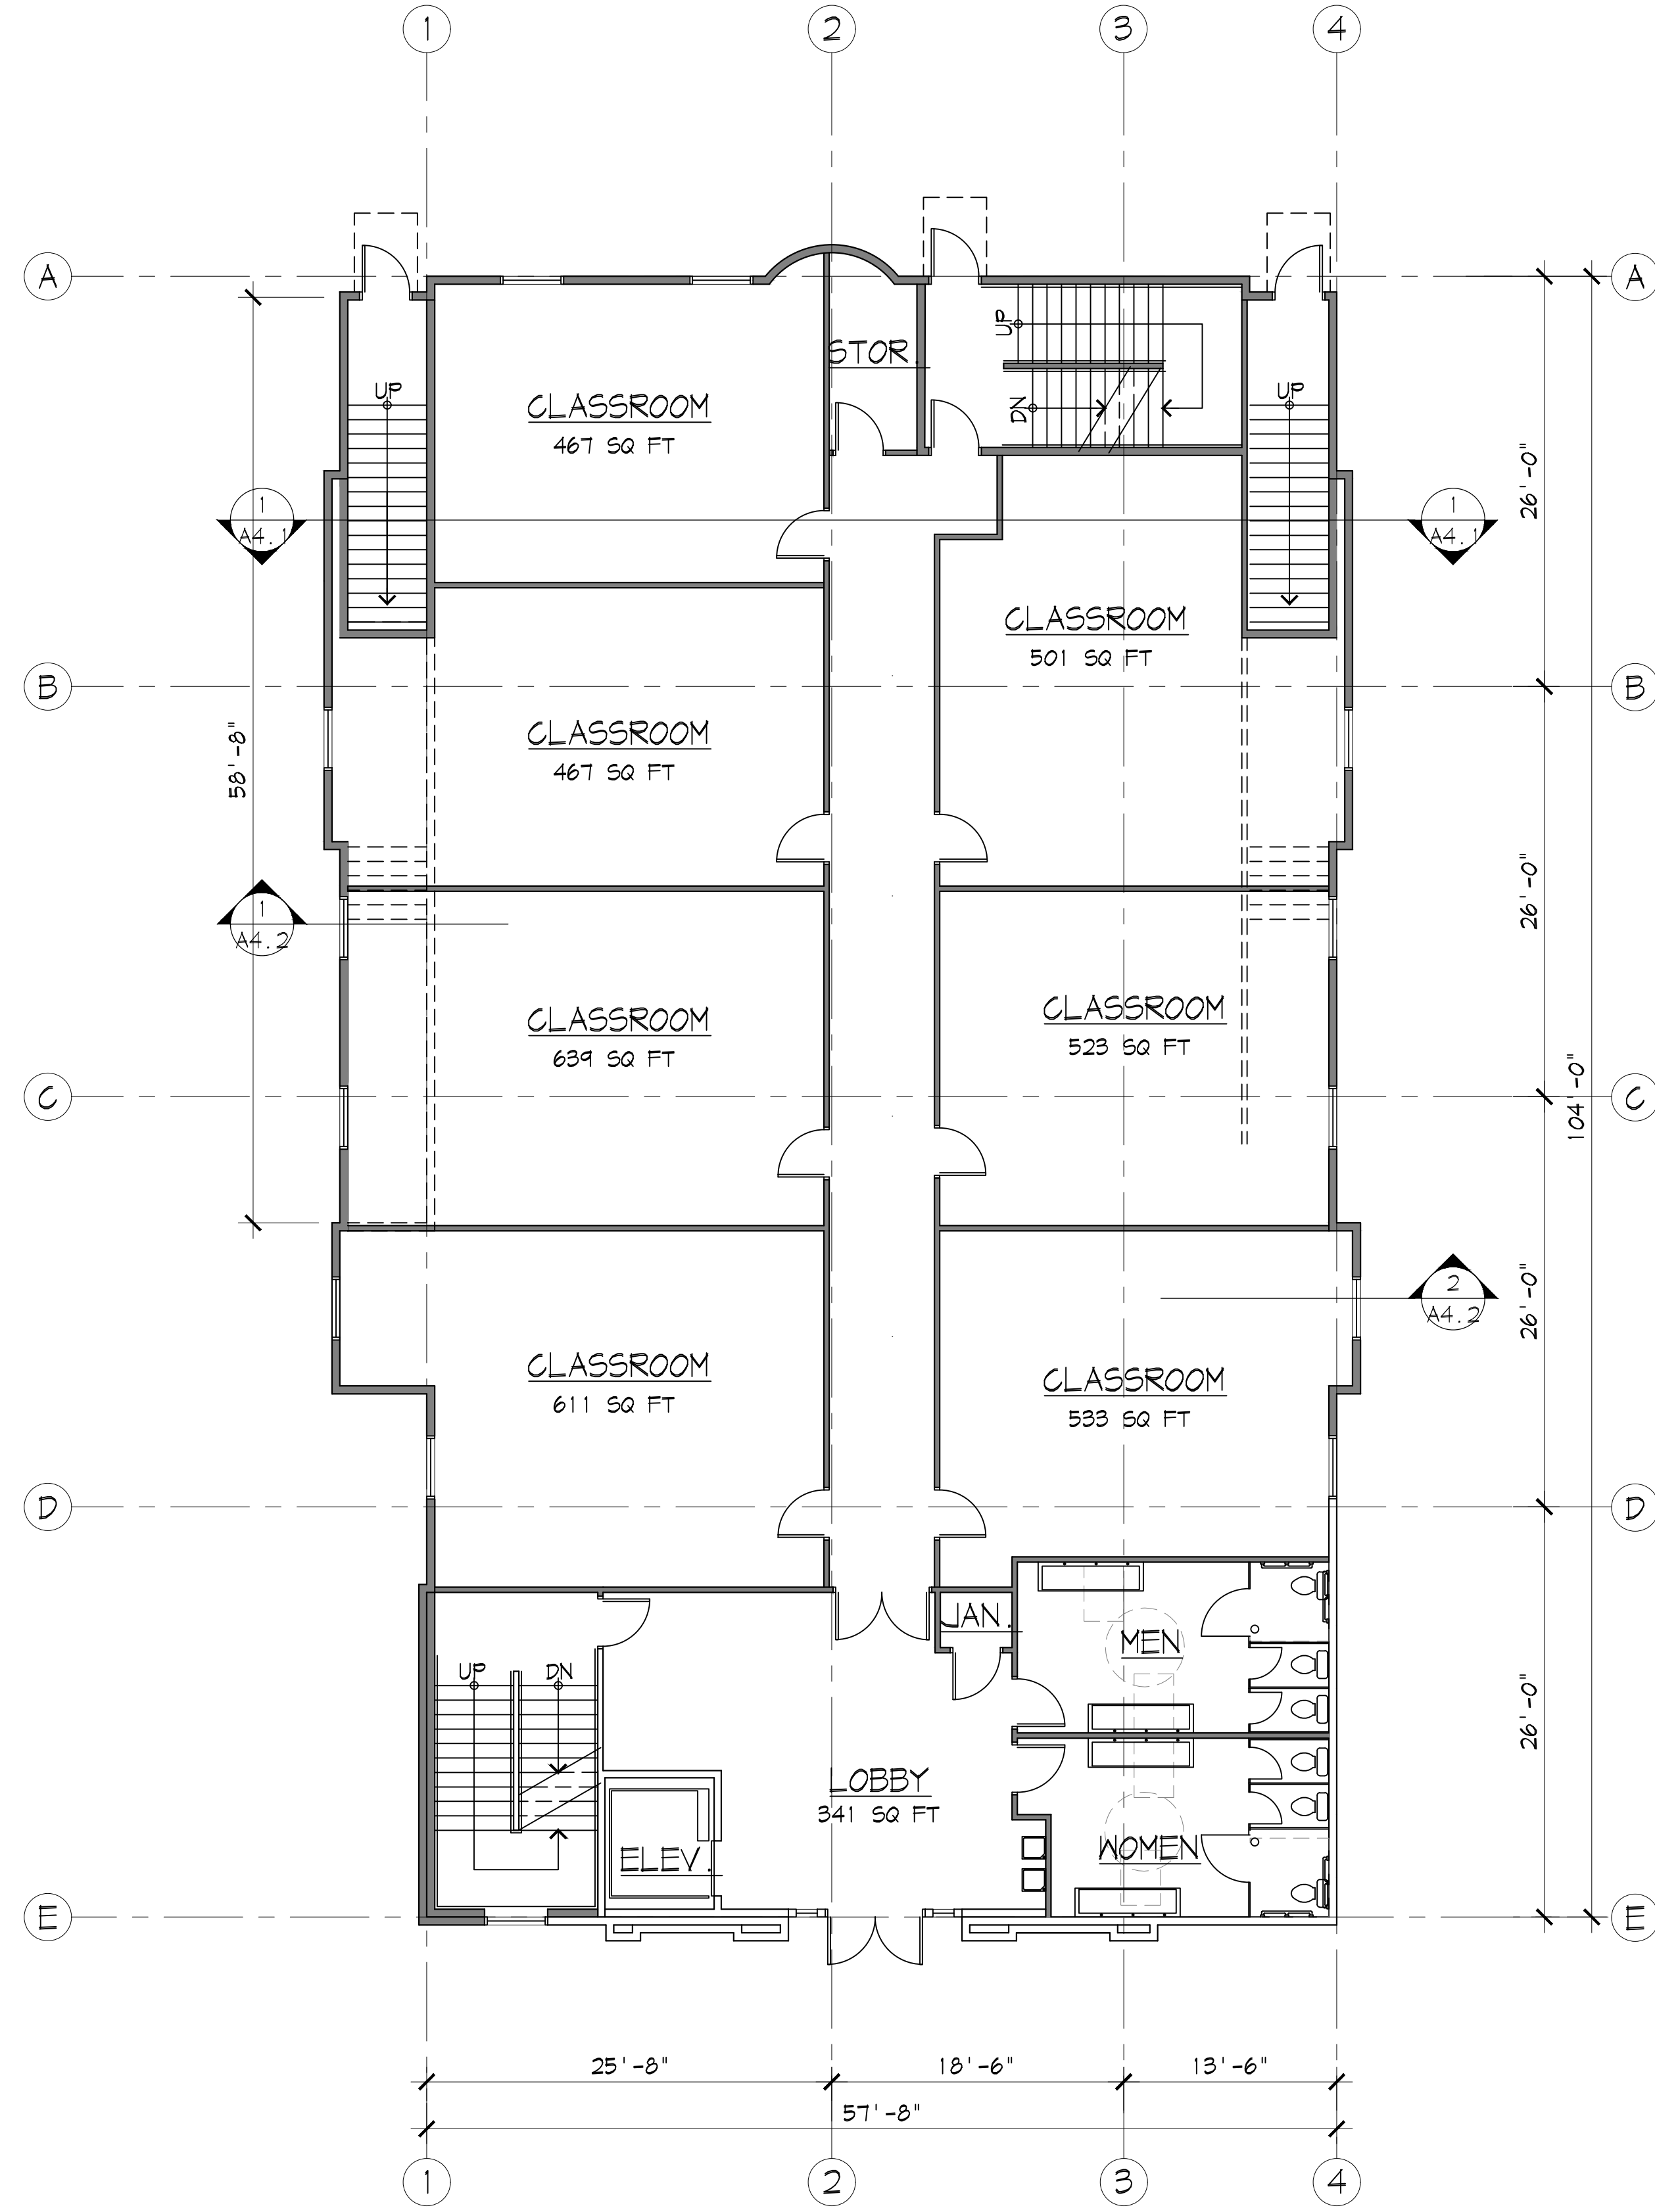 1 2 3 4
A A
UP UP UP
STOR.
DN
CLASSROOM
467 SQ FT
26'-0"
1
A4.1
1
A4.1
CLASSROOM
501 SQ FT
B B
CLASSROOM
467 SQ FT
58'-8"
26'-0"
1
A4.2
CLASSROOM
639 SQ FT
CLASSROOM
523 SQ FT
C C
104'-0"
2
A4.2
26'-0"
CLASSROOM
611 SQ FT
CLASSROOM
533 SQ FT
D D
JAN.
MEN
UP DN
26'-0"
LOBBY
341 SQ FT
ELEV.
WOMEN
E E
25'-8" 18'-6" 13'-6"
57'-8"
1 2 3 4